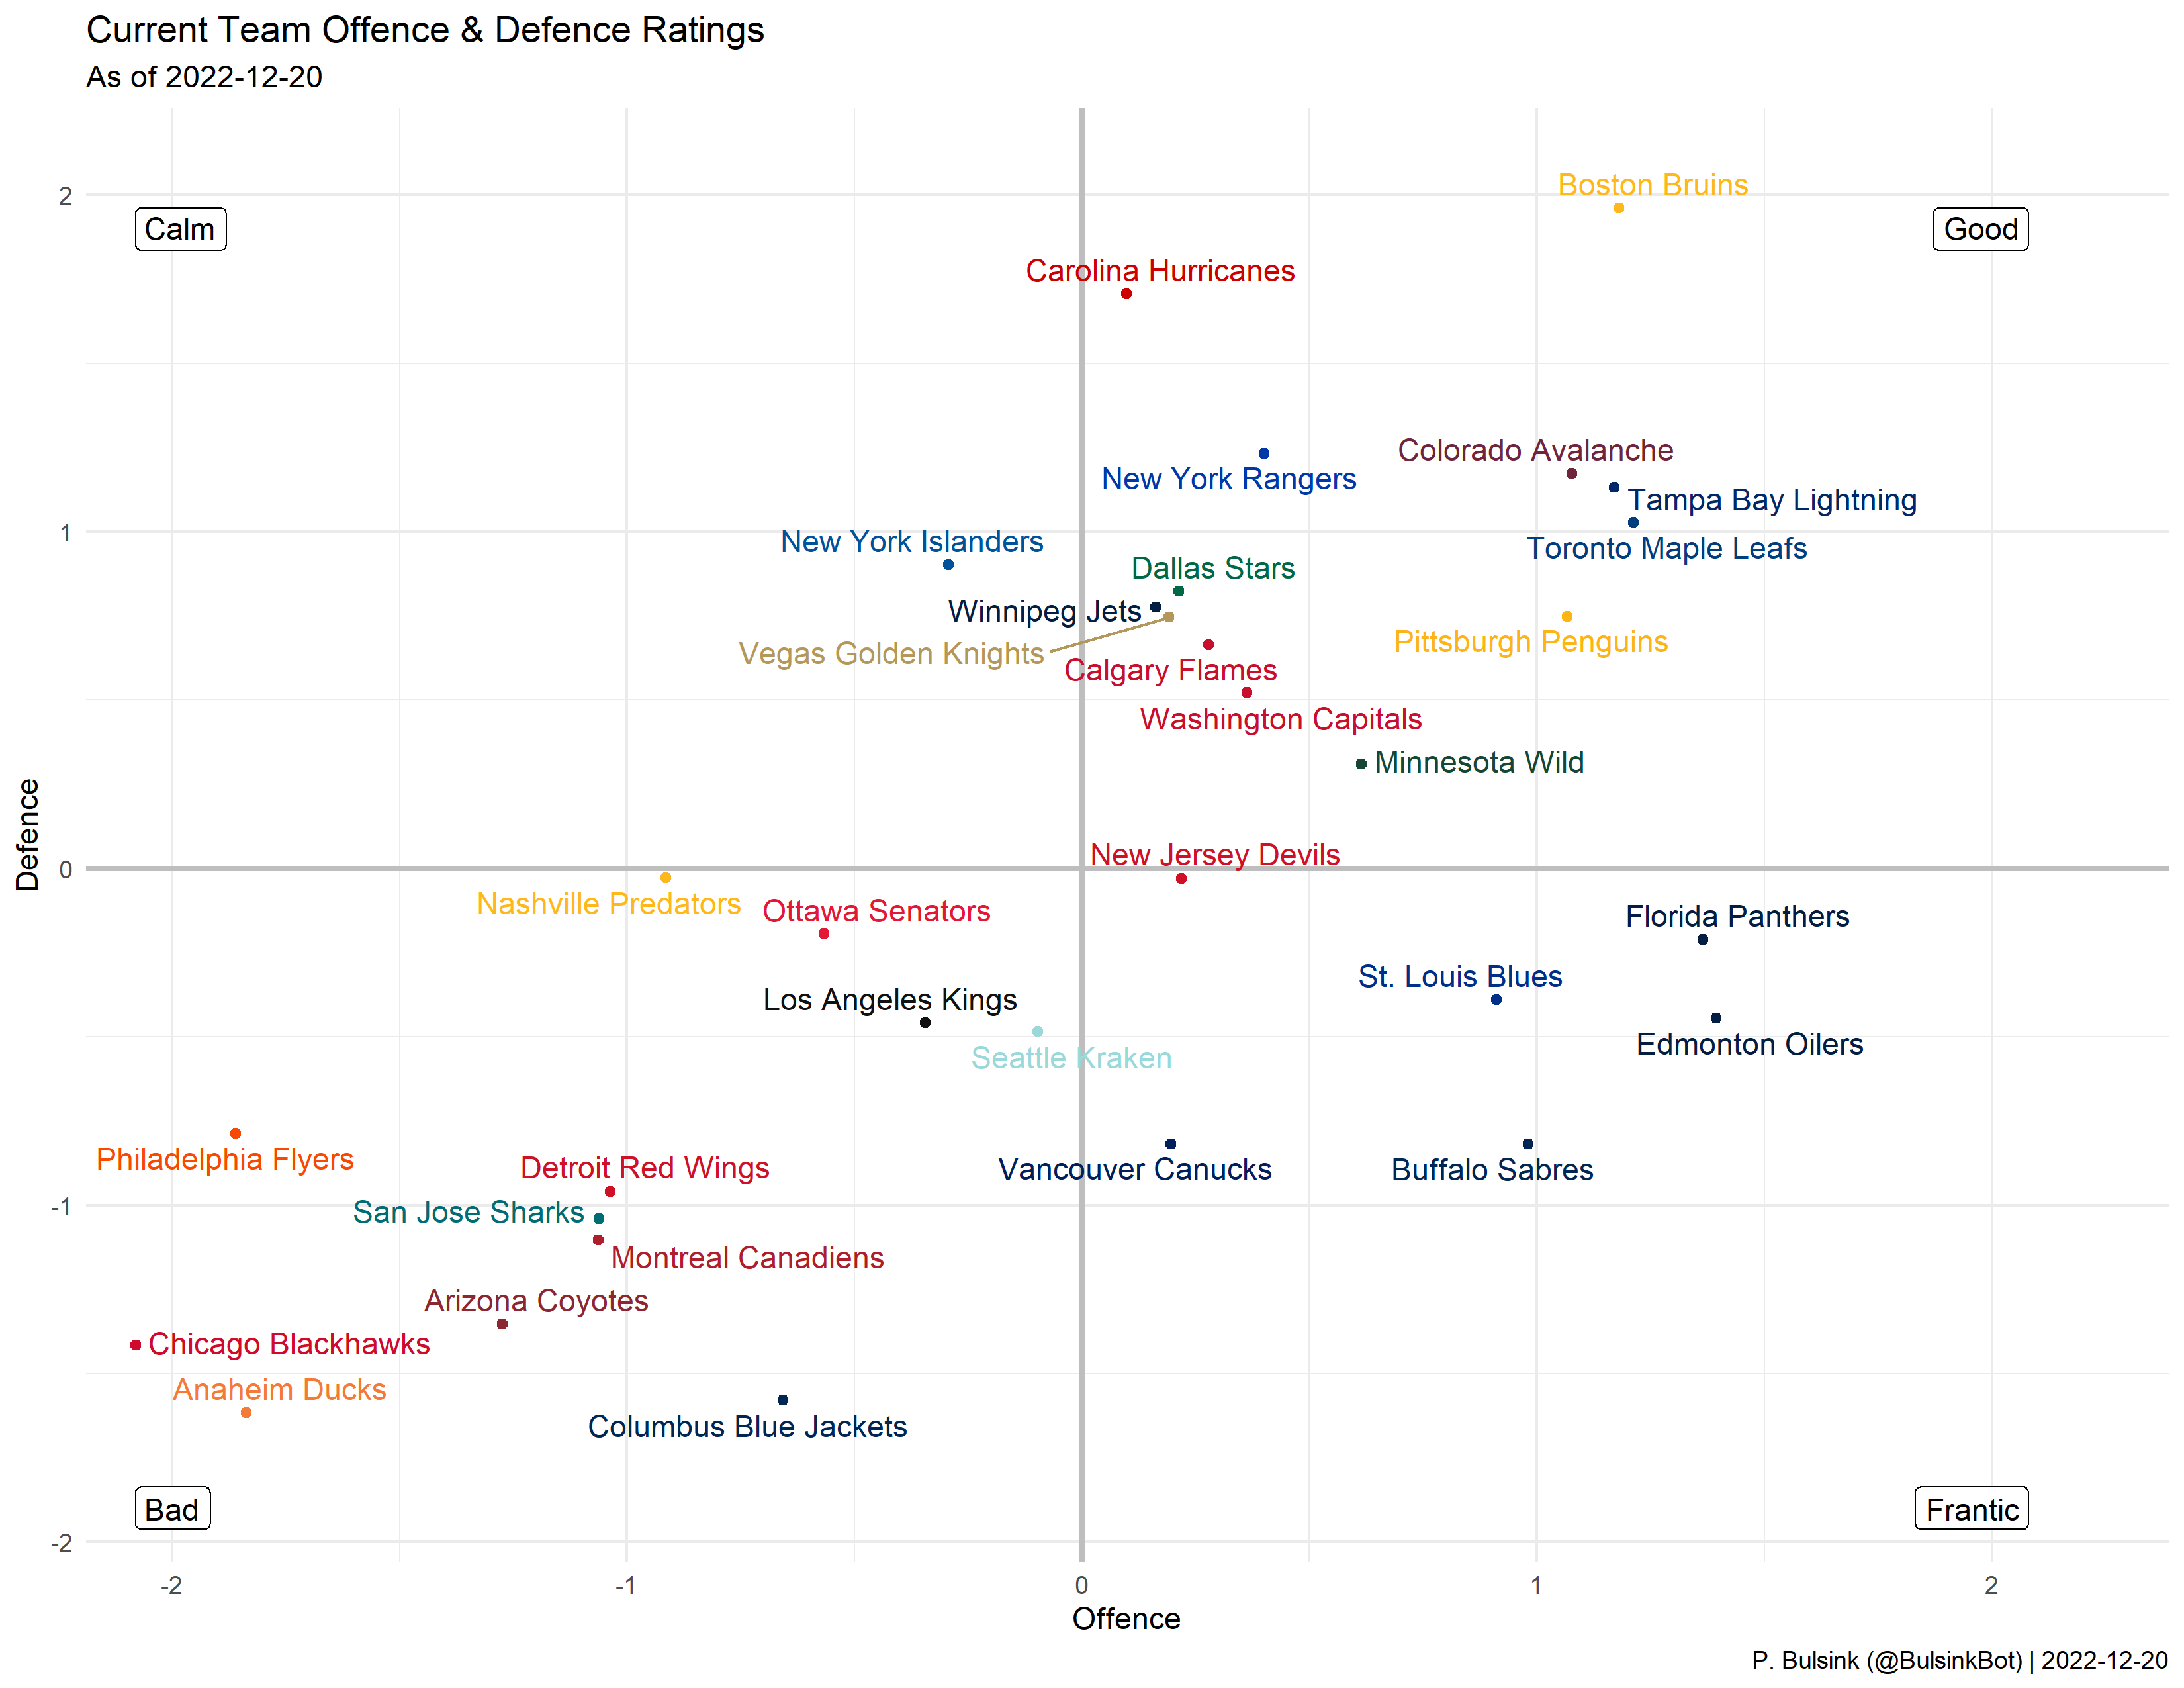 Current Team Offence & Defence Ratings
As of 2022-12-20
Boston Bruins
2
Calm
Good
Carolina Hurricanes
Colorado Avalanche
New York Rangers
Tampa Bay Lightning
1
New York Islanders
Toronto Maple Leafs
Dallas Stars
Winnipeg Jets
Pittsburgh Penguins
Vegas Golden Knights
Calgary Flames
Washington Capitals
Minnesota Wild
Defence
New Jersey Devils
0
Nashville Predators
Ottawa Senators
Florida Panthers
St. Louis Blues
Los Angeles Kings
Edmonton Oilers
Seattle Kraken
Philadelphia Flyers
Detroit Red Wings
Vancouver Canucks
Buffalo Sabres
-1
San Jose Sharks
Montreal Canadiens
Arizona Coyotes
Chicago Blackhawks
Anaheim Ducks
Columbus Blue Jackets
Bad
Frantic
-2
-2
-1
0
1
2
Offence
P. Bulsink (@BulsinkBot) | 2022-12-20